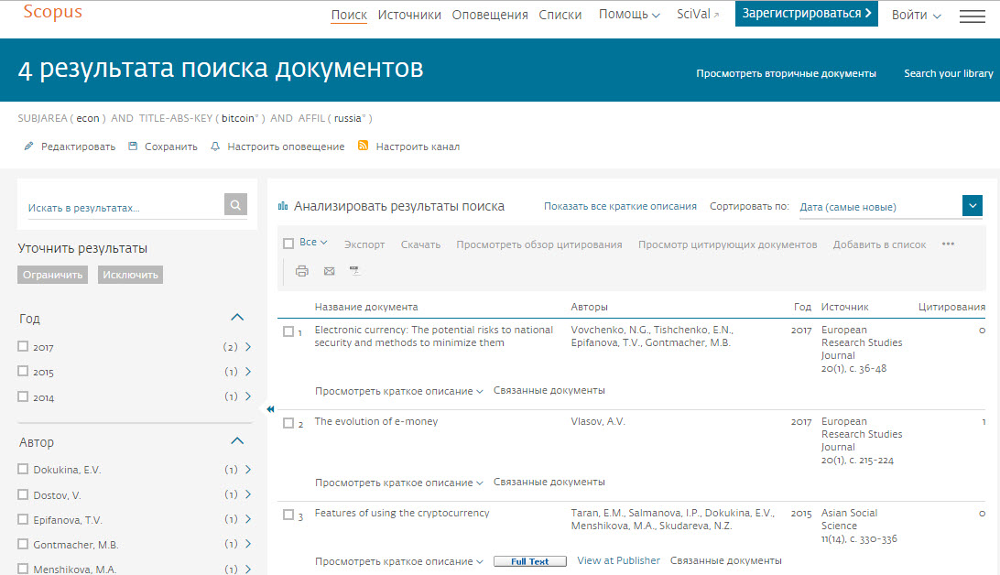 Scopus
Поиск Источники Оповещения Списки Помощь SciVal Зарегистрироваться Войти
4 результата поиска документов
Просмотреть вторичные документы Search your library
SUBJAREA ( econ ) AND TITLE-ABS-KEY ( bitcoin* ) AND AFFIL ( russia* )
Редактировать Сохранить Настроить оповещение Настроить канал
Искать в результатах...
Уточнить результаты
Ограничить Исключить
Год
2017 (2)
2015 (1)
2014 (1)
Автор
Dokukina, E.V. (1)
Dostov, V. (1)
Epifanova, T.V. (1)
Gontmacher, M.B. (1)
Menshikova, M.A. (1)
Анализировать результаты поиска Показать все краткие описания Сортировать по: Дата (самые новые)
Все Экспорт Скачать Просмотреть обзор цитирования Просмотр цитирующих документов Добавить в список •••
Название документа Авторы Год Источник Цитирования
1 Electronic currency: The potential risks to national Vovchenko, N.G., Tishchenko, E.N., 2017 European 0
security and methods to minimize them Epifanova, T.V., Gontmacher, M.B. Research Studies
Journal
20(1), с. 36-48
Просмотреть краткое описание Связанные документы
2 The evolution of e-money Vlasov, A.V. 2017 European 1
Research Studies
Journal
20(1), с. 215-224
Просмотреть краткое описание Связанные документы
3 Features of using the cryptocurrency Taran, E.M., Salmanova, I.P., Dokukina, E.V., 2015 Asian Social 0
Menshikova, M.A., Skudareva, N.Z. Science
11(14), с. 330-336
Просмотреть краткое описание Full Text View at Publisher Связанные документы